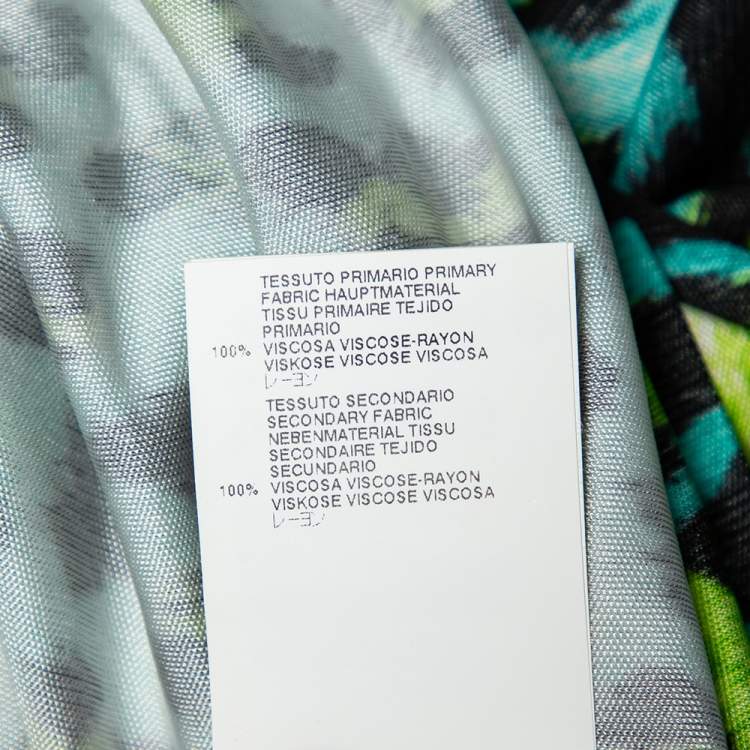 TESSUTO PRIMARIO PRIMARY
FABRIC HAUPTMATERIAL
TISSU PRIMAIRE TEJIDO
PRIMARIO
100% VISCOSA VISCOSE-RAYON
VISKOSE VISCOSE VISCOSA
レーヨン
TESSUTO SECONDARIO
SECONDARY FABRIC
NEBENMATERIAL TISSU
SECONDAIRE TEJIDO
SECUNDARIO
100% VISCOSA VISCOSE-RAYON
VISKOSE VISCOSE VISCOSA
レーヨン